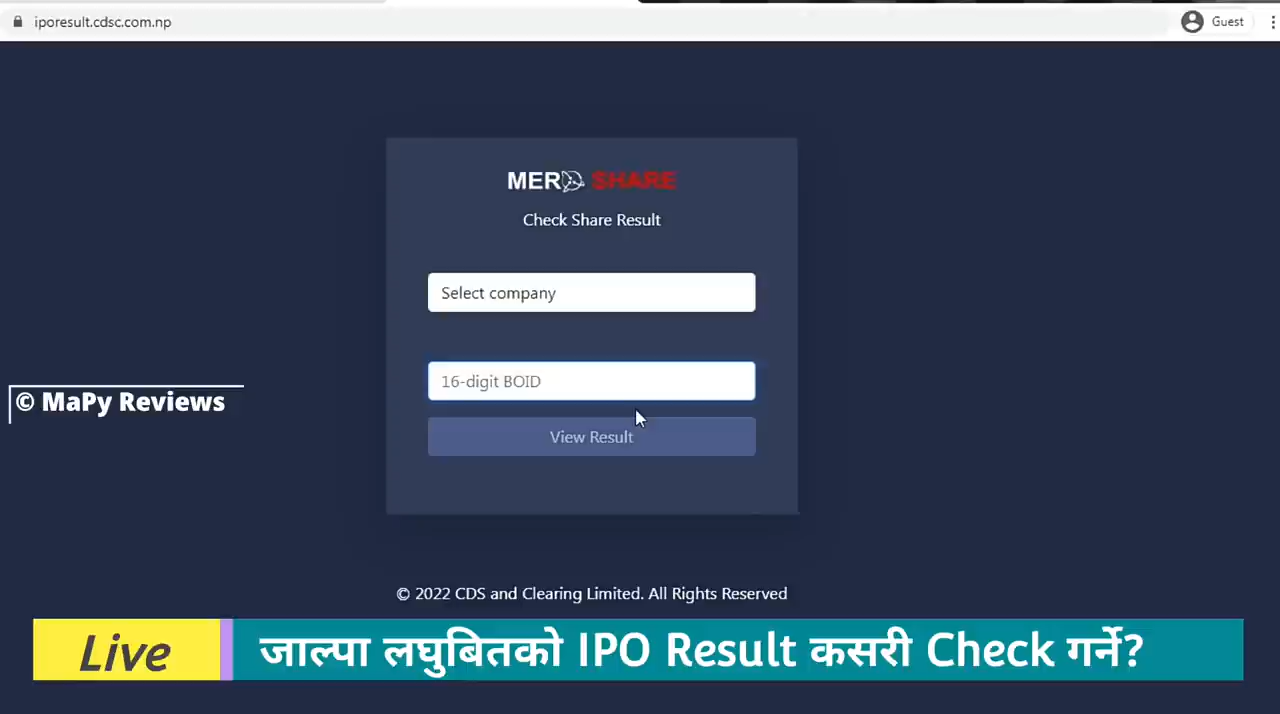 iporesult.cdsc.com.np
Guest
MERO SHARE
Check Share Result
Select company
16-digit BOID
© MaPy Reviews
View Result
© 2022 CDS and Clearing Limited. All Rights Reserved
Live
जाल्पा लघुबितको IPO Result कसरी Check गर्ने?